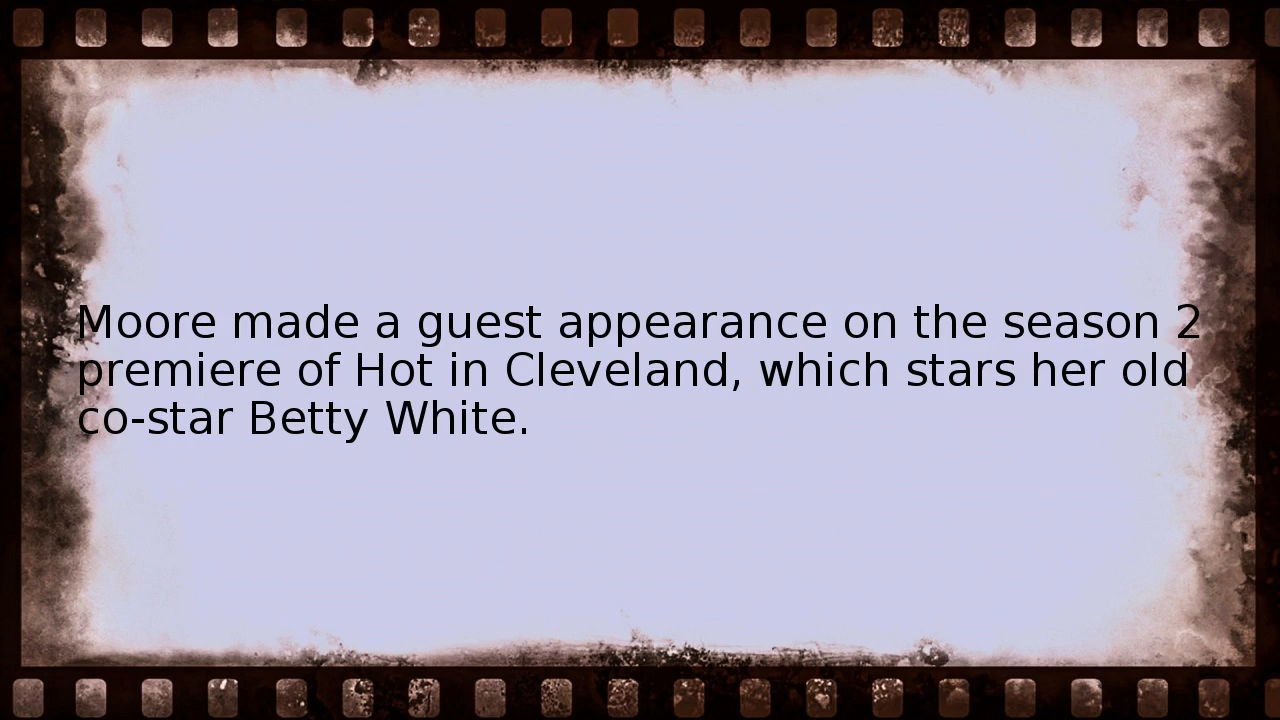 Moore made a guest appearance on the season 2
premiere of Hot in Cleveland, which stars her old
co-star Betty White.